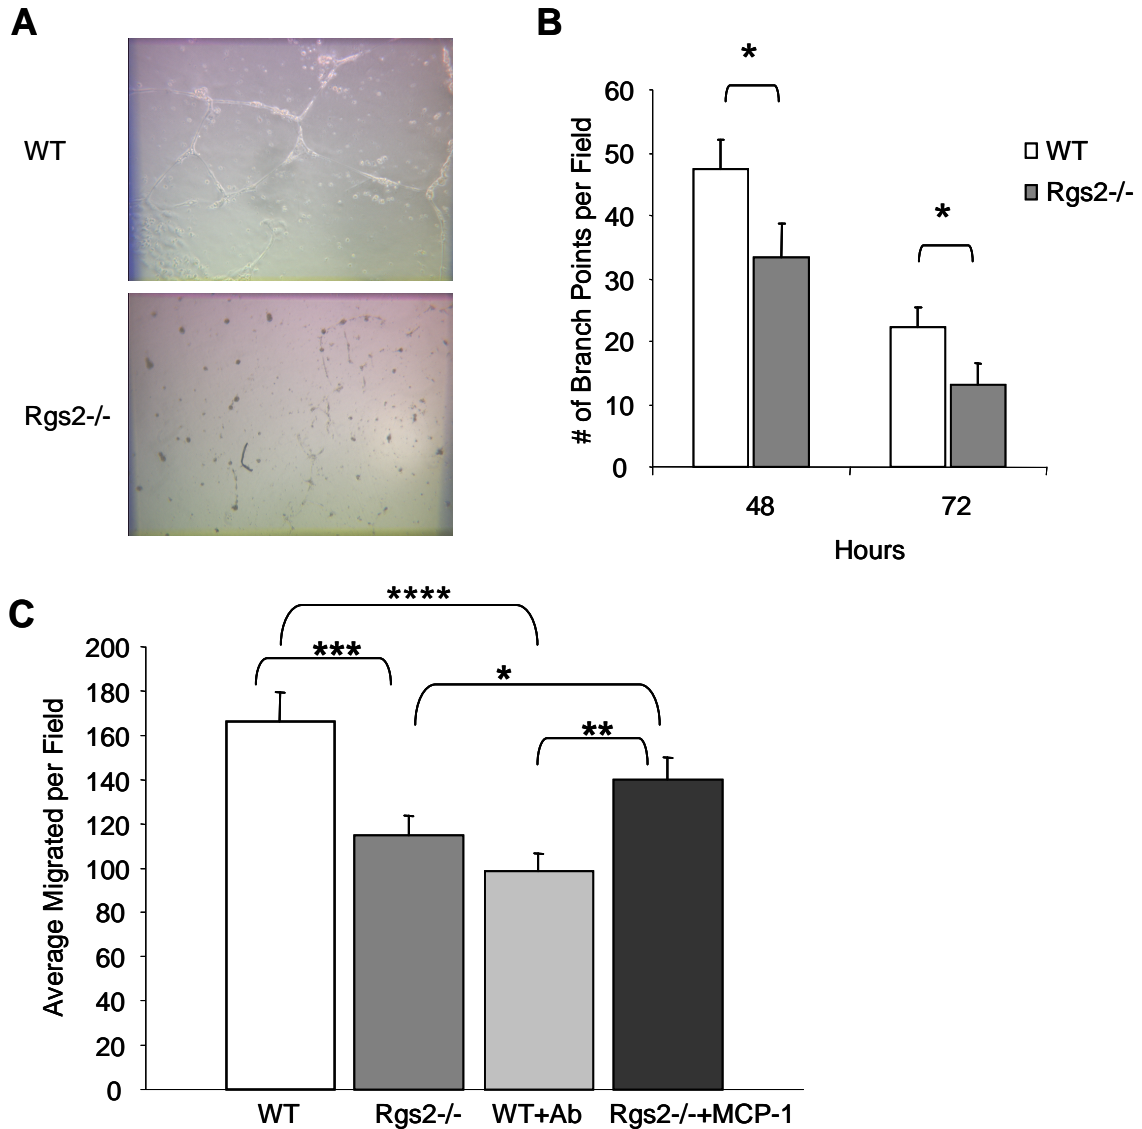 A
WT
Rgs2-/-
B
*
*
60
50
40
30
20
10
0
# of Branch Points per Field
48
72
Hours
WT
Rgs2-/-
C
****
***
*
**
200
180
160
140
120
100
80
60
40
20
0
Average Migrated per Field
WT
Rgs2-/-
WT+Ab
Rgs2-/-+MCP-1